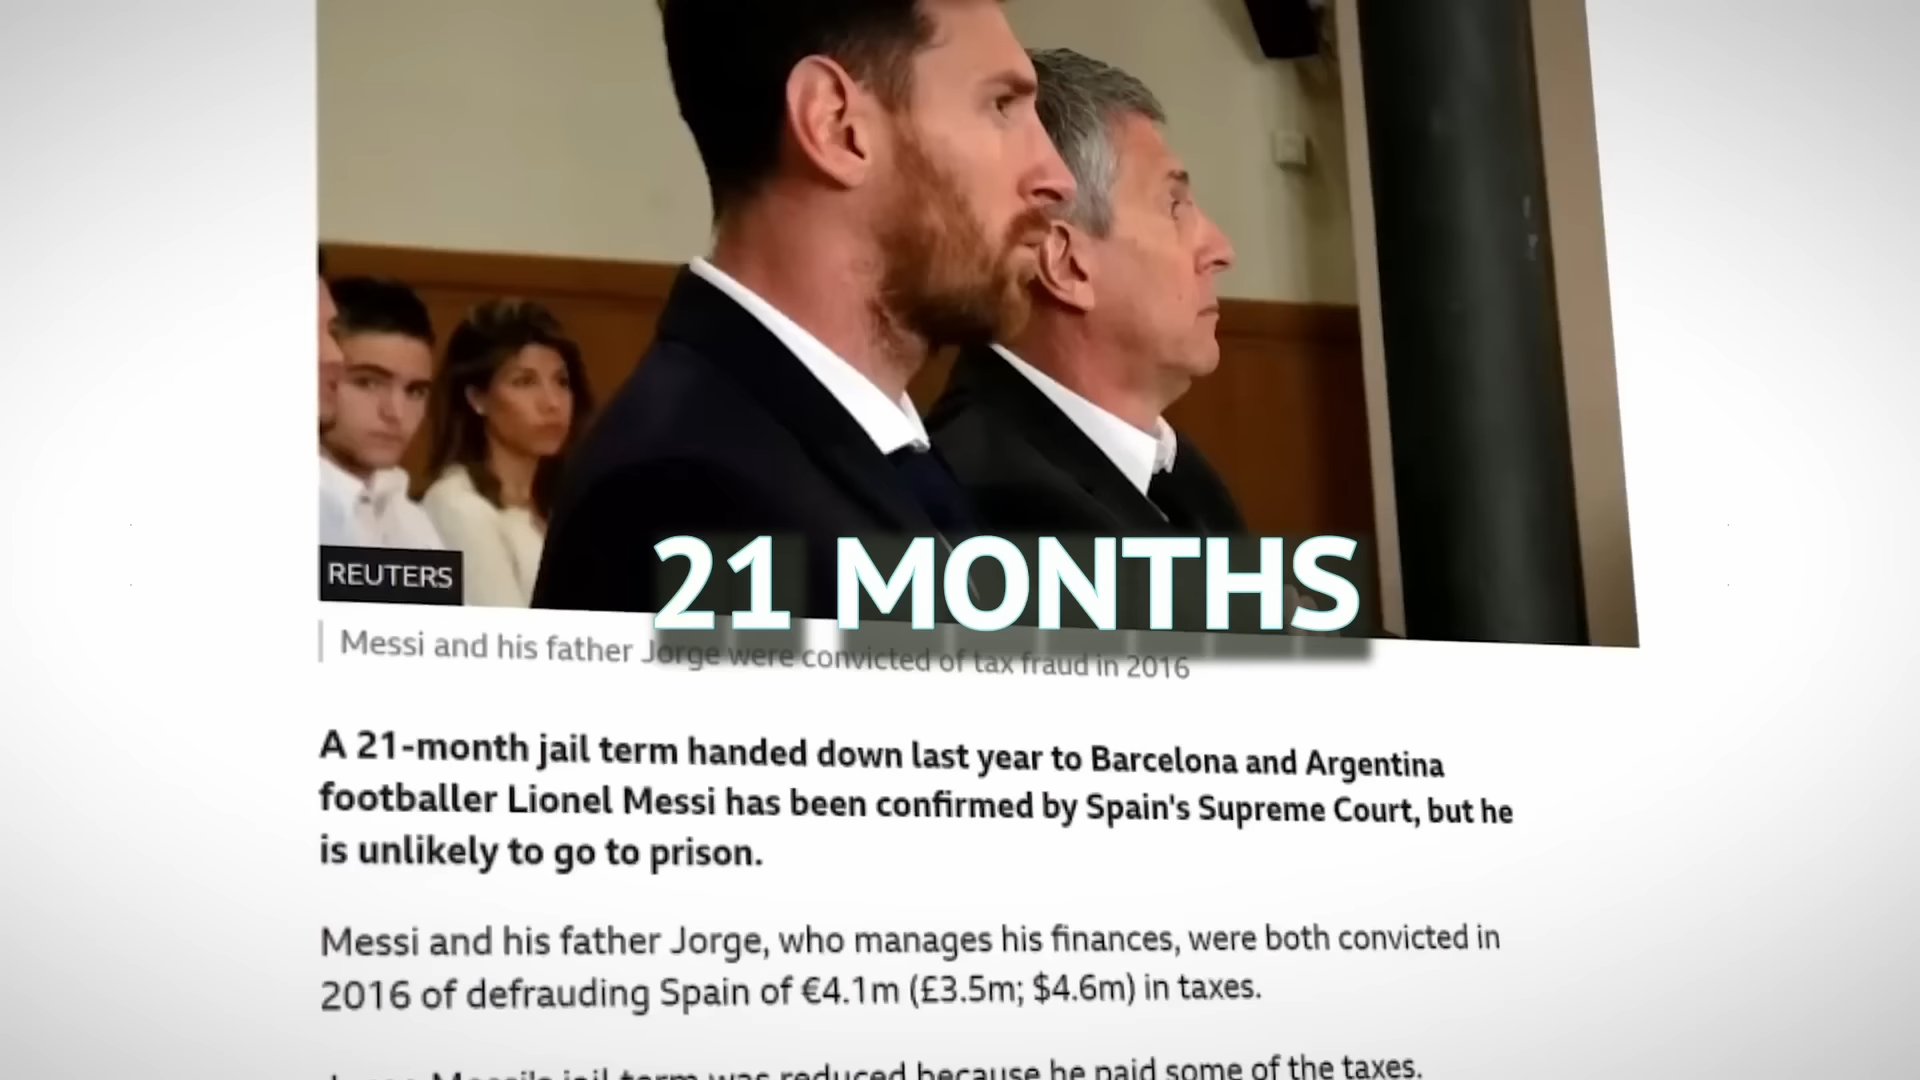 21 MONTHS
REUTERS
Messi and his father Jorge were convicted of tax fraud in 2016
A 21-month jail term handed down last year to Barcelona and Argentina
footballer Lionel Messi has been confirmed by Spain's Supreme Court, but he
is unlikely to go to prison.
Messi and his father Jorge, who manages his finances, were both convicted in
2016 of defrauding Spain of €4.1m (£3.5m; $4.6m) in taxes.
jail term was reduced because he paid some of the taxes.